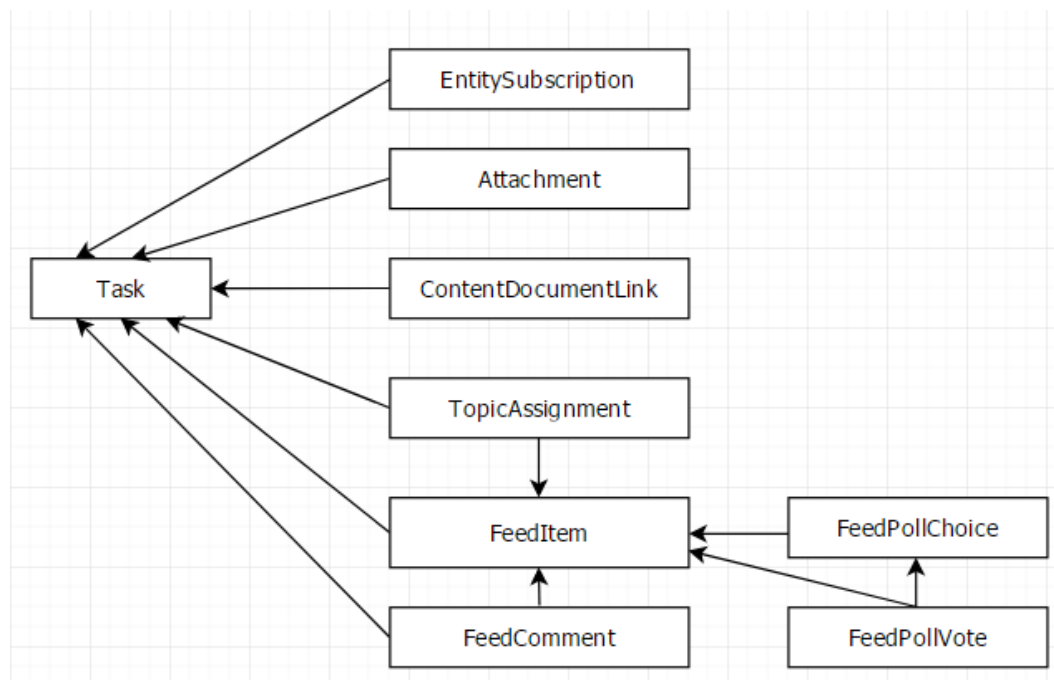 EntitySubscription
Attachment
Task
ContentDocumentLink
TopicAssignment
FeedItem
FeedPollChoice
FeedComment
FeedPollVote